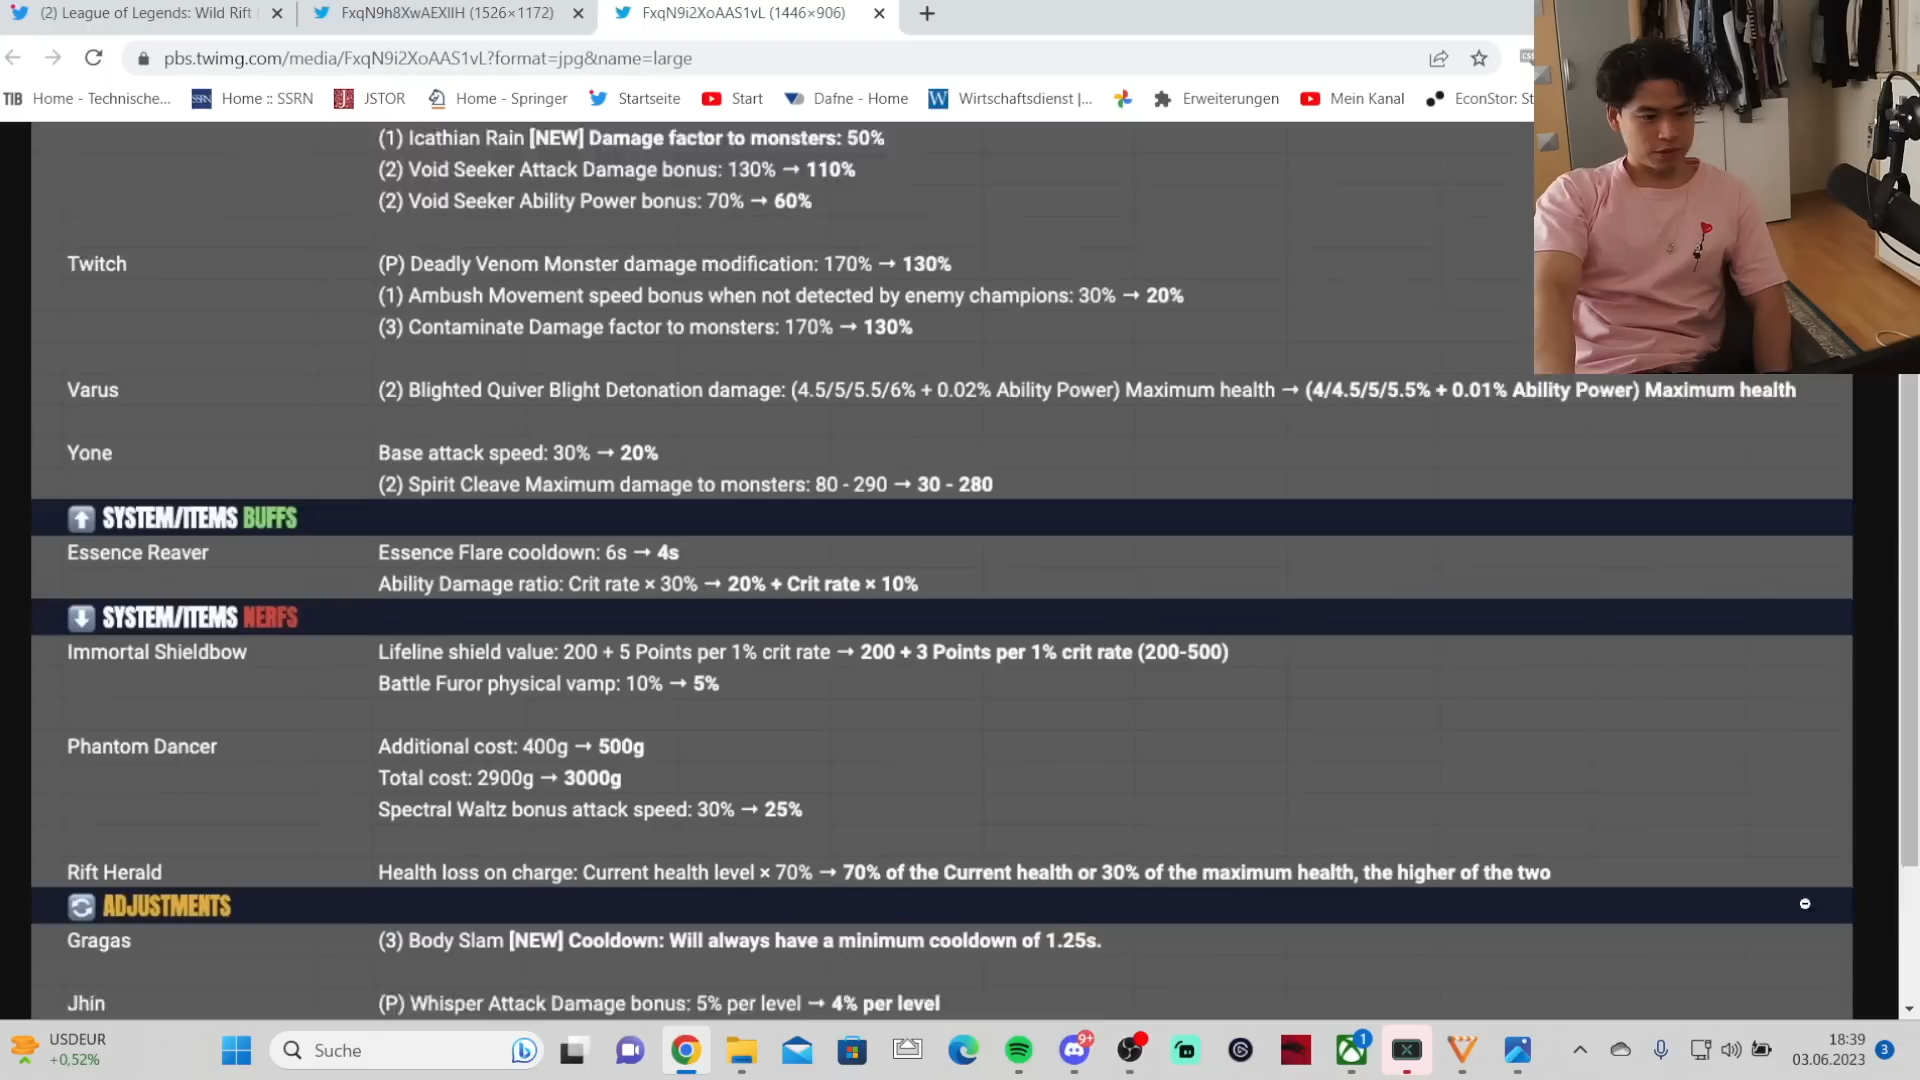 (2) League of Legends: Wild Rift
FxqN9h8XwAEXIIH (1526×1172)
FxqN9i2XoAAS1vL (1446×906)
pbs.twimg.com/media/FxqN9i2XoAAS1vL?format=jpg&name=large
TIB Home - Technische...
SSRN Home :: SSRN
JSTOR
Home - Springer
Startseite
Start
Dafne - Home
W Wirtschaftsdienst |...
Erweiterungen
Mein Kanal
EconStor: St
(1) Icathian Rain [NEW] Damage factor to monsters: 50%
(2) Void Seeker Attack Damage bonus: 130% → 110%
(2) Void Seeker Ability Power bonus: 70% → 60%
Twitch (P) Deadly Venom Monster damage modification: 170% → 130%
(1) Ambush Movement speed bonus when not detected by enemy champions: 30% → 20%
(3) Contaminate Damage factor to monsters: 170% → 130%
Varus (2) Blighted Quiver Blight Detonation damage: (4.5/5/5.5/6% + 0.02% Ability Power) Maximum health → (4/4.5/5/5.5% + 0.01% Ability Power) Maximum health
Yone Base attack speed: 30% → 20%
(2) Spirit Cleave Maximum damage to monsters: 80 - 290 → 30 - 280
SYSTEM/ITEMS BUFFS
Essence Reaver Essence Flare cooldown: 6s → 4s
Ability Damage ratio: Crit rate × 30% → 20% + Crit rate × 10%
SYSTEM/ITEMS NERFS
Immortal Shieldbow Lifeline shield value: 200 + 5 Points per 1% crit rate → 200 + 3 Points per 1% crit rate (200-500)
Battle Furor physical vamp: 10% → 5%
Phantom Dancer Additional cost: 400g → 500g
Total cost: 2900g → 3000g
Spectral Waltz bonus attack speed: 30% → 25%
Rift Herald Health loss on charge: Current health level × 70% → 70% of the Current health or 30% of the maximum health, the higher of the two
ADJUSTMENTS
Gragas (3) Body Slam [NEW] Cooldown: Will always have a minimum cooldown of 1.25s.
Jhin (P) Whisper Attack Damage bonus: 5% per level → 4% per level
USDEUR
+0,52%
Suche
9+
1
18:39
03.06.2023
3